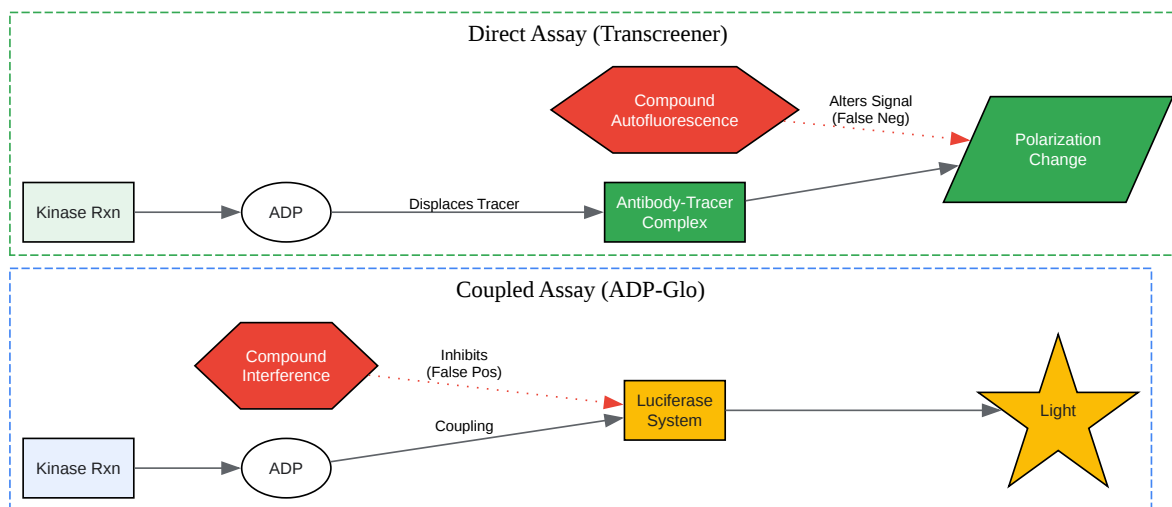 Direct Assay (Transcreener)
Compound
Autofluorescence
Alters Signal
(False Neg)
Polarization
Change
Kinase Rxn
ADP
Displaces Tracer
Antibody-Tracer
Complex
Coupled Assay (ADP-Glo)
Compound
Interference
Inhibits
(False Pos)
Luciferase
System
Light
Coupling
Kinase Rxn
ADP